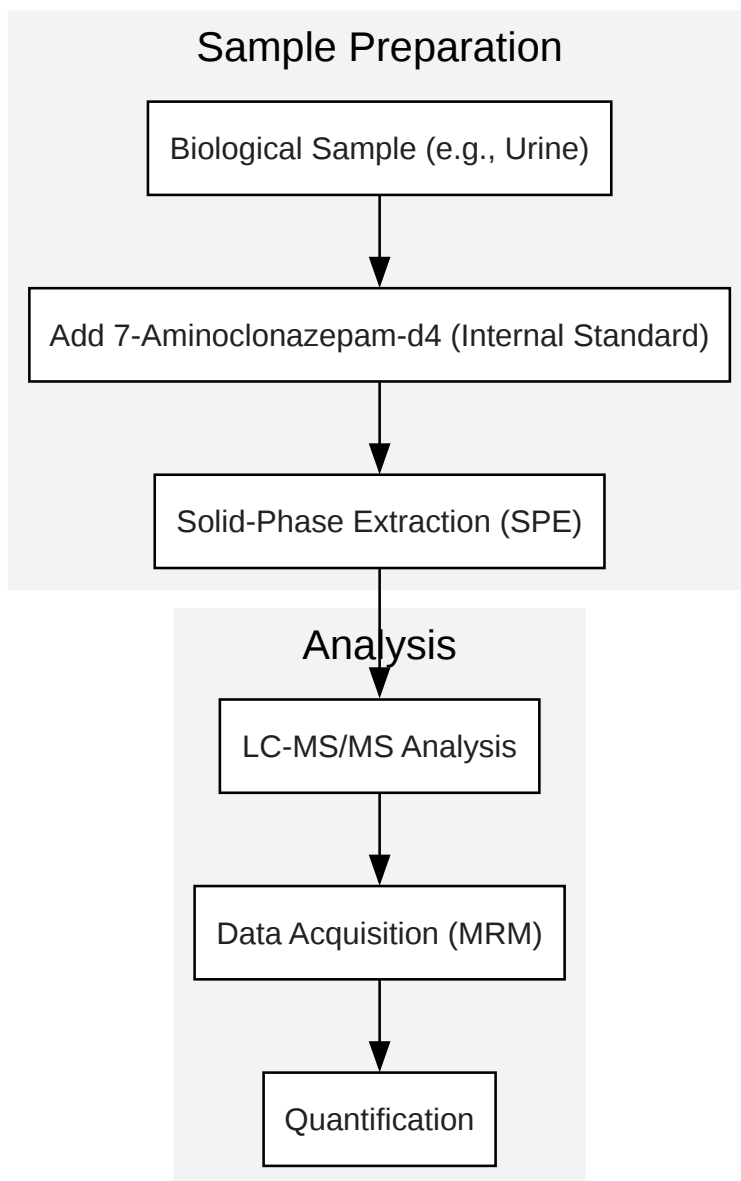 Sample Preparation
Biological Sample (e.g., Urine)
Add 7-Aminoclonazepam-d4 (Internal Standard)
Solid-Phase Extraction (SPE)
Analysis
LC-MS/MS Analysis
Data Acquisition (MRM)
Quantification